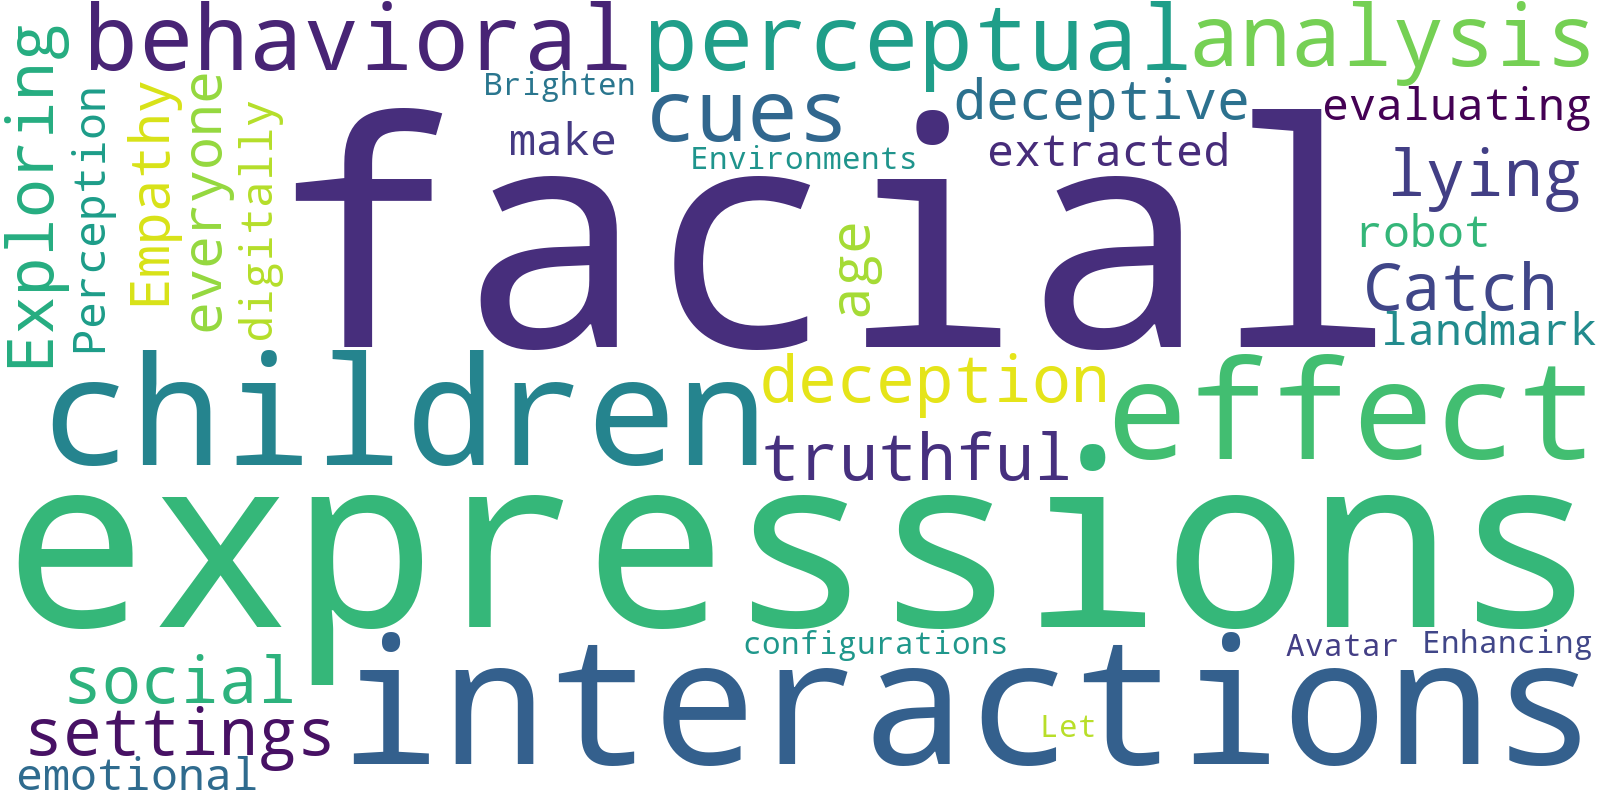 behavioral
perceptual
analysis
Exploring
Perception
Empathy
everyone
digitally
Brighten
make
cues
Environments
deceptive
extracted
evaluating
lying
robot
Catch
landmark
facial
age
children
deception
truthful
effect
expressions
configurations
Avatar
Enhancing
social
settings
emotional
interactions
Let